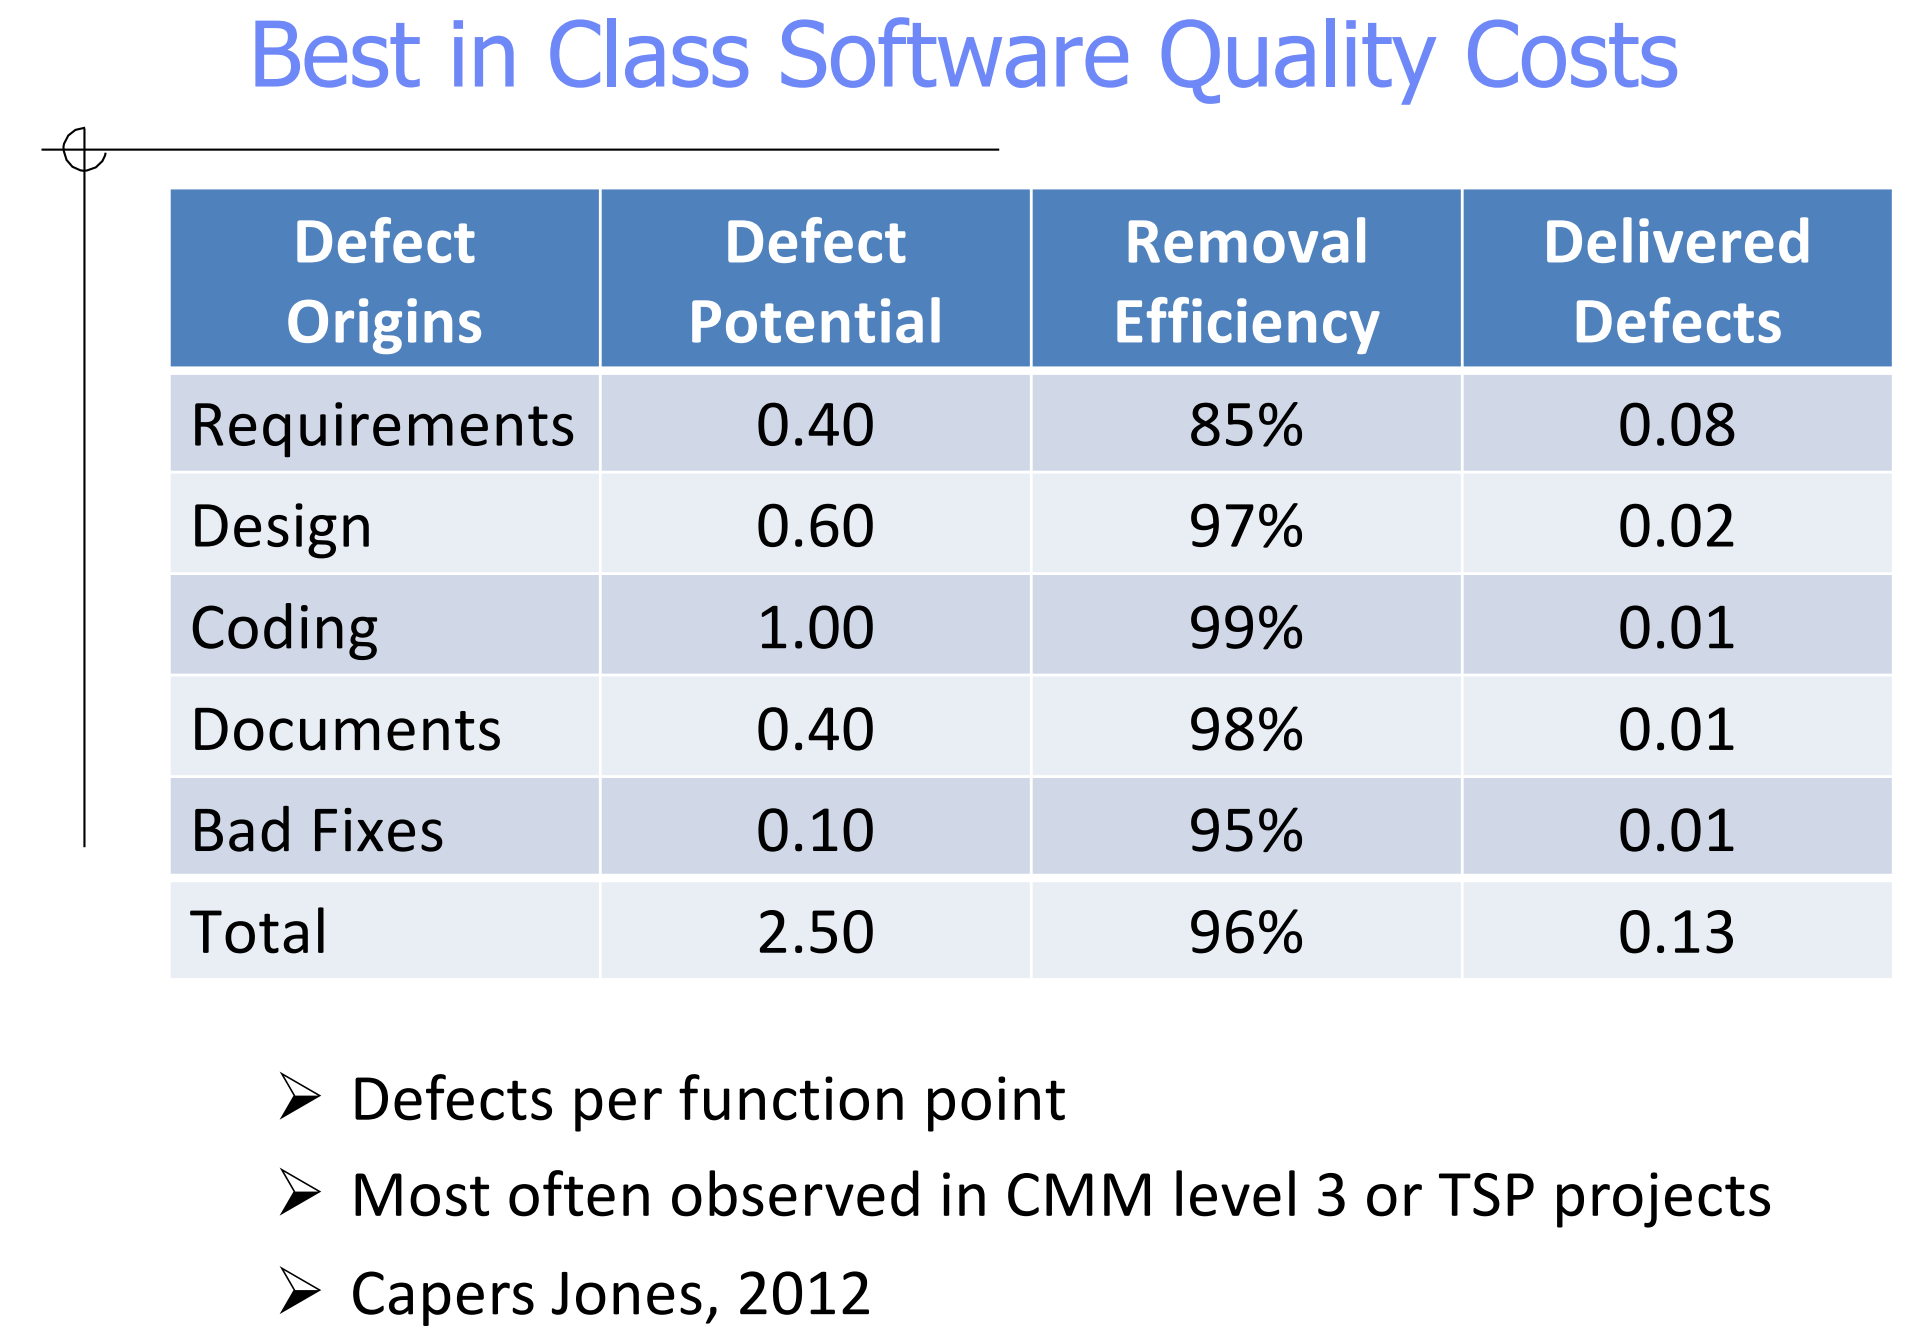 Best in Class Software Quality Costs
Defect Origins Defect Potential Removal Efficiency Delivered Defects
Requirements 0.40 85% 0.08
Design 0.60 97% 0.02
Coding 1.00 99% 0.01
Documents 0.40 98% 0.01
Bad Fixes 0.10 95% 0.01
Total 2.50 96% 0.13
Defects per function point
Most often observed in CMM level 3 or TSP projects
Capers Jones, 2012